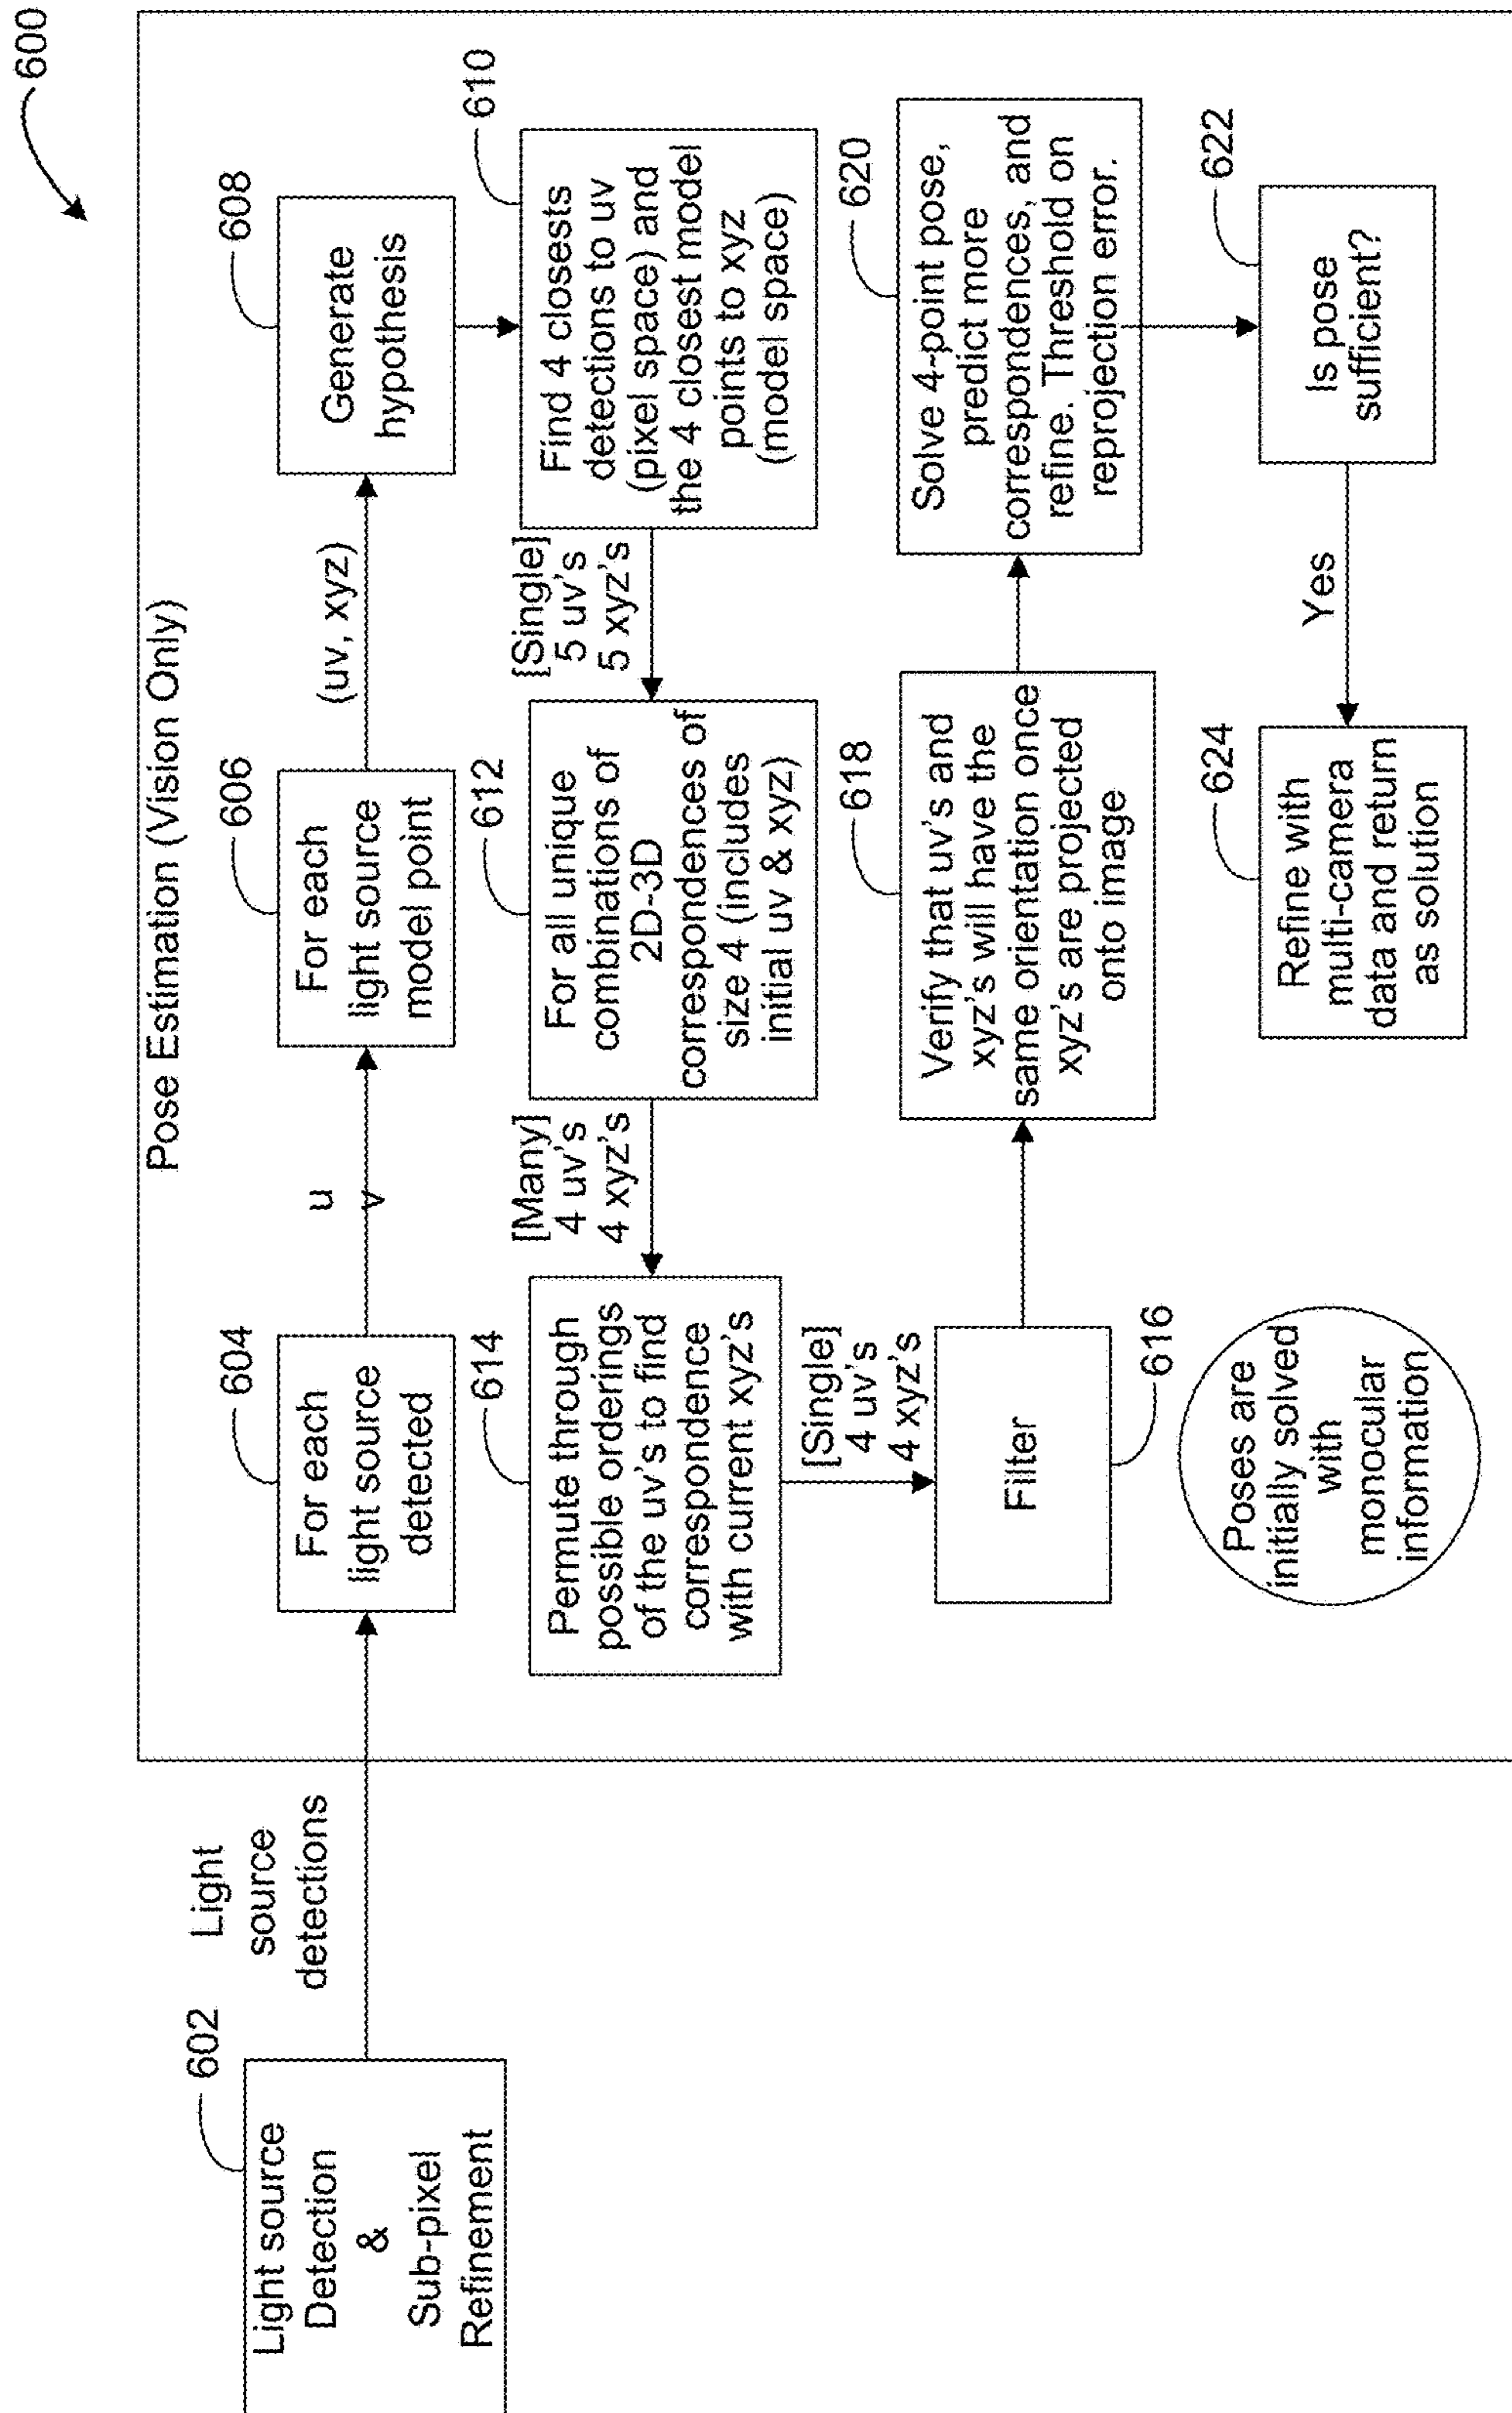 600
Pose Estimation (Vision Only)
602
Light source
Detection
&
Sub-pixel
Refinement
Light
source
detections
604
For each
light source
detected
u
v
606
For each
light source
model point
(uv, xyz)
608
Generate
hypothesis
610
Find 4 closests
detections to uv
(pixel space) and
the 4 closest model
points to xyz
(model space)
[Single]
5 uv's
5 xyz's
612
For all unique
combinations of
2D-3D
correspondences of
size 4 (includes
initial uv & xyz)
[Many]
4 uv's
4 xyz's
614
Permute through
possible orderings
of the uv's to find
correspondence
with current xyz's
[Single]
4 uv's
4 xyz's
Filter
616
618
Verify that uv's and
xyz's will have the
same orientation once
xyz's are projected
onto image
620
Solve 4-point pose,
predict more
correspondences, and
refine. Threshold on
reprojection error.
622
Is pose
sufficient?
Yes
624
Refine with
multi-camera
data and return
as solution
Poses are
initially solved
with
monocular
information